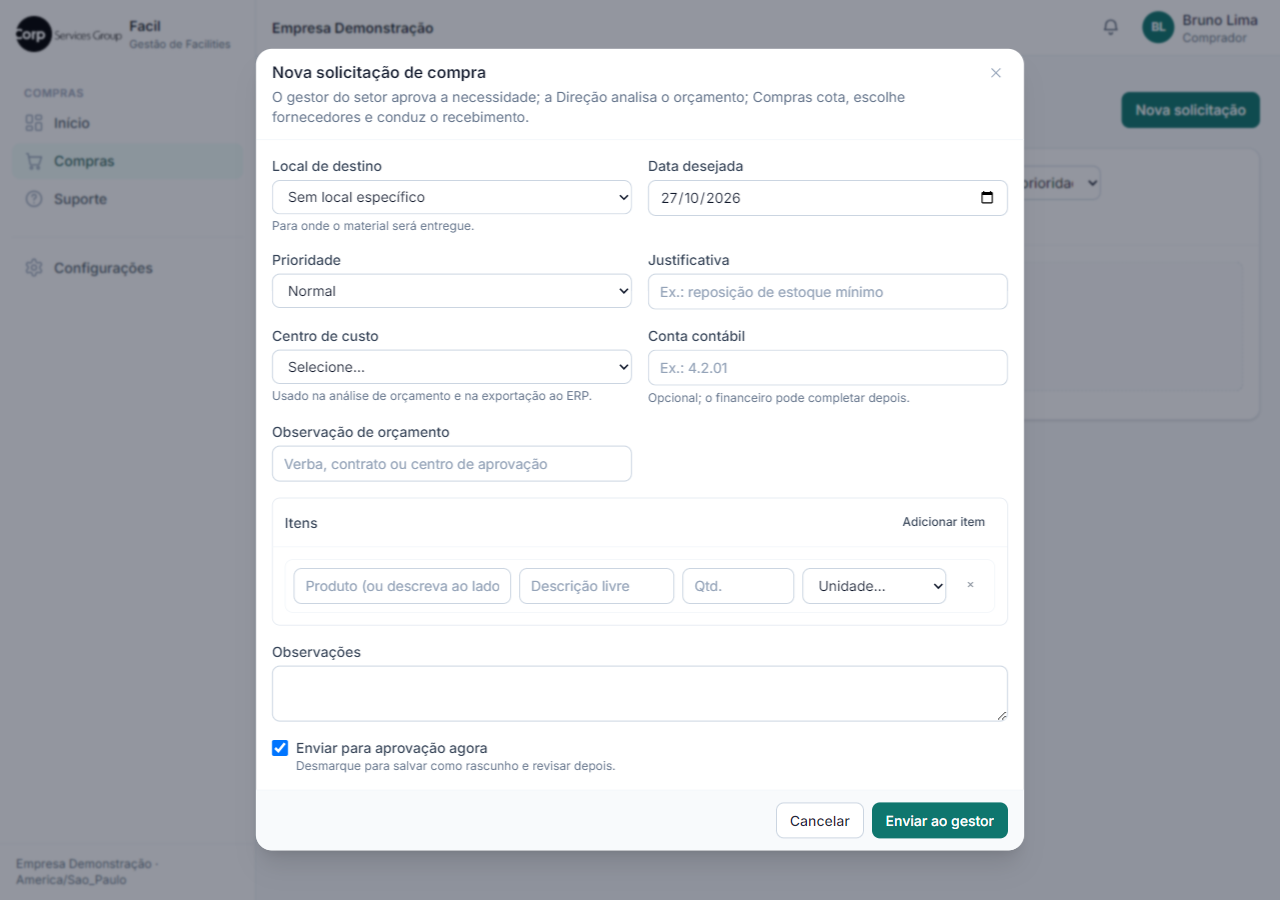 Corp Services Group
Facil
Gestão de Facilities
Empresa Demonstração
BL
Bruno Lima
Comprador
COMPRAS
Início
Compras
Suporte
Configurações
Nova solicitação
Nova solicitação de compra
O gestor do setor aprova a necessidade; a Direção analisa o orçamento; Compras cota, escolhe
fornecedores e conduz o recebimento.
Local de destino
Sem local específico
Para onde o material será entregue.
Data desejada
27/10/2026
Prioridade
Normal
Justificativa
Ex.: reposição de estoque mínimo
Centro de custo
Selecione...
Usado na análise de orçamento e na exportação ao ERP.
Conta contábil
Ex.: 4.2.01
Opcional; o financeiro pode completar depois.
Observação de orçamento
Verba, contrato ou centro de aprovação
Itens
Adicionar item
Produto (ou descreva ao lado
Descrição livre
Qtd.
Unidade...
×
Observações
Enviar para aprovação agora
Desmarque para salvar como rascunho e revisar depois.
Cancelar
Enviar ao gestor
Empresa Demonstração ·
America/Sao_Paulo